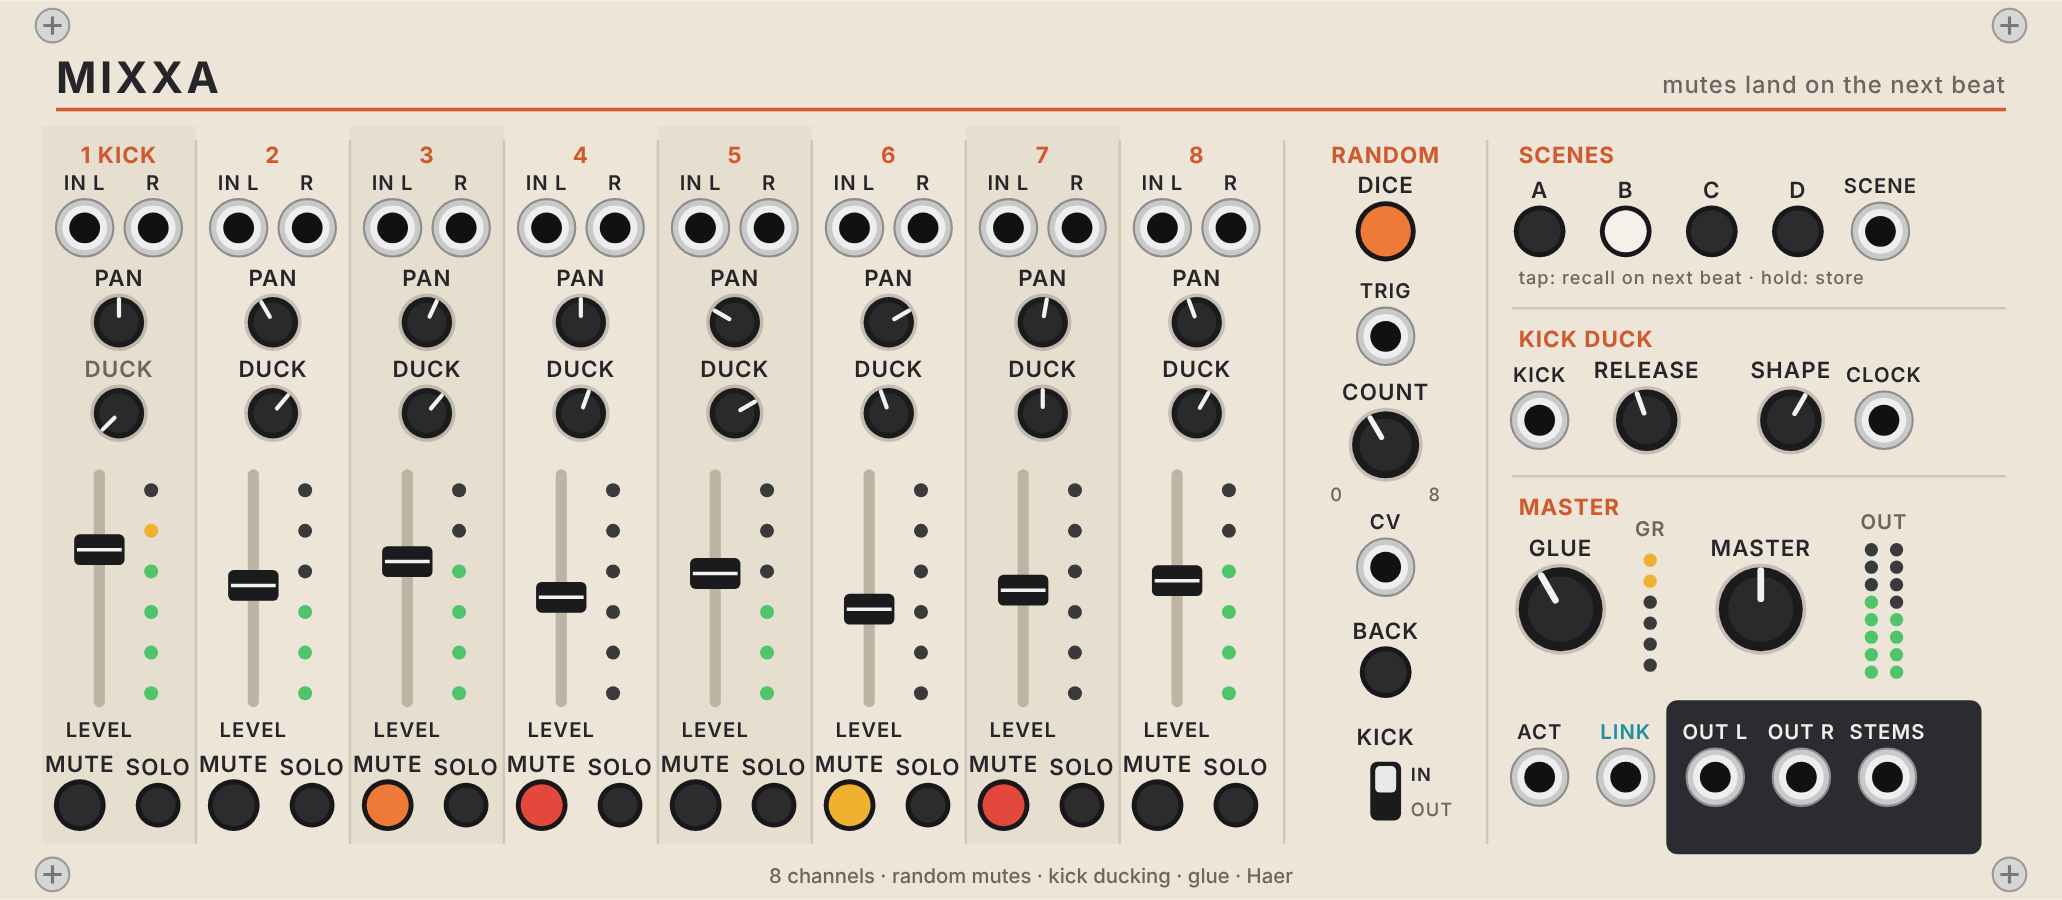 MIXXA
mutes land on the next beat
1 KICK 2 3 4 5 6 7 8 RANDOM SCENES
IN L R IN L R IN L R IN L R IN L R IN L R IN L R IN L R DICE A B C D SCENE
PAN PAN PAN PAN PAN PAN PAN PAN TRIG tap: recall on next beat · hold: store
KICK DUCK
DUCK DUCK DUCK DUCK DUCK DUCK DUCK DUCK COUNT KICK RELEASE SHAPE CLOCK
0 8
MASTER
CV GR OUT
GLUE MASTER
BACK
LEVEL LEVEL LEVEL LEVEL LEVEL LEVEL LEVEL LEVEL KICK ACT LINK OUT L OUT R STEMS
MUTE SOLO MUTE SOLO MUTE SOLO MUTE SOLO MUTE SOLO MUTE SOLO MUTE SOLO MUTE SOLO IN
OUT
8 channels · random mutes · kick ducking · glue · Haer